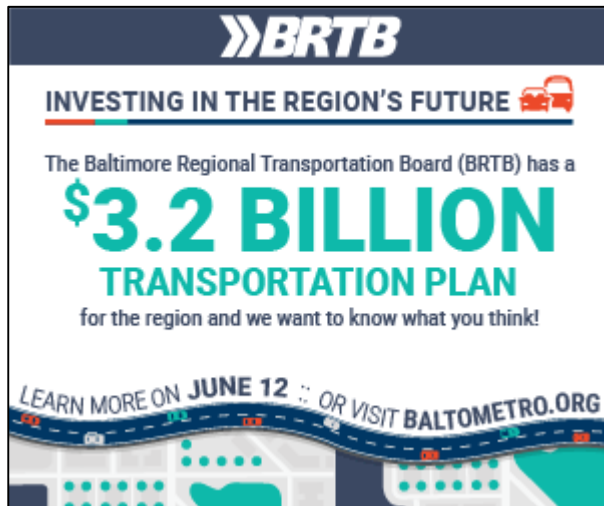 BRTB
INVESTING IN THE REGION'S FUTURE
The Baltimore Regional Transportation Board (BRTB) has a
$3.2 BILLION
TRANSPORTATION PLAN
for the region and we want to know what you think!
LEARN MORE ON JUNE 12 :: OR VISIT BALTOMETRO.ORG